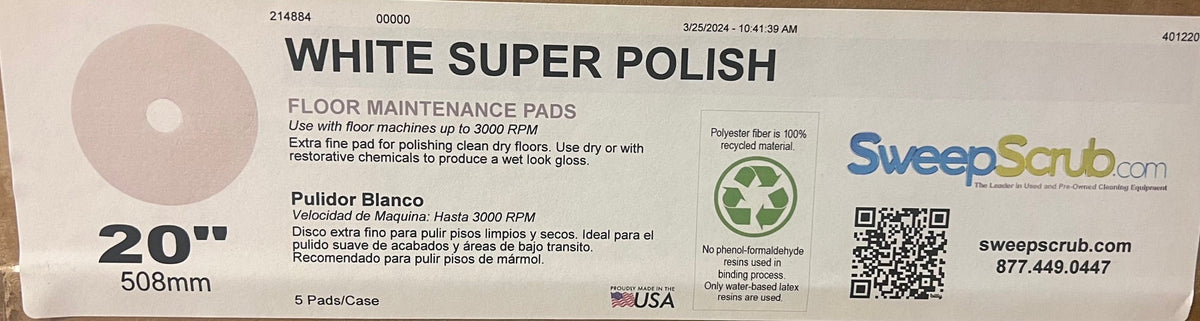 214884
00000
3/25/2024 - 10:41:39 AM
401220
WHITE SUPER POLISH
FLOOR MAINTENANCE PADS
Use with floor machines up to 3000 RPM
Extra fine pad for polishing clean dry floors. Use dry or with
restorative chemicals to produce a wet look gloss.
Pulidor Blanco
Velocidad de Maquina: Hasta 3000 RPM
Disco extra fino para pulir pisos limpios y secos. Ideal para el
pulido suave de acabados y áreas de bajo transito.
Recomendado para pulir pisos de mármol.
20"
508mm
5 Pads/Case
PROUDLY MADE IN THE
USA
Polyester fiber is 100%
recycled material.
No phenol-formaldehyde
resins used in
binding process.
Only water-based latex
resins are used.
SweepScrub.com
The Leader in Used and Pre-Owned Cleaning Equipment
sweepscrub.com
877.449.0447